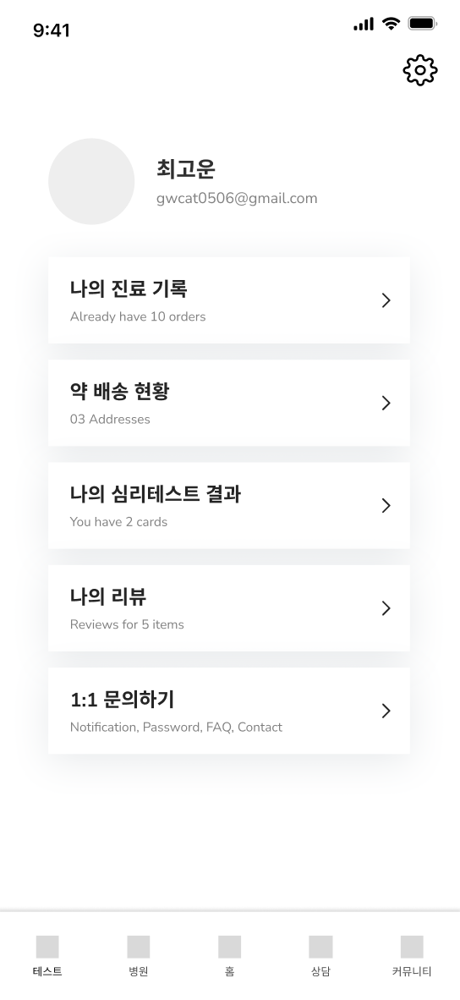 9:41
최고운
gwcat0506@gmail.com
나의 진료 기록
Already have 10 orders
약 배송 현황
03 Addresses
나의 심리테스트 결과
You have 2 cards
나의 리뷰
Reviews for 5 items
1:1 문의하기
Notification, Password, FAQ, Contact
테스트 병원 홈 상담 커뮤니티